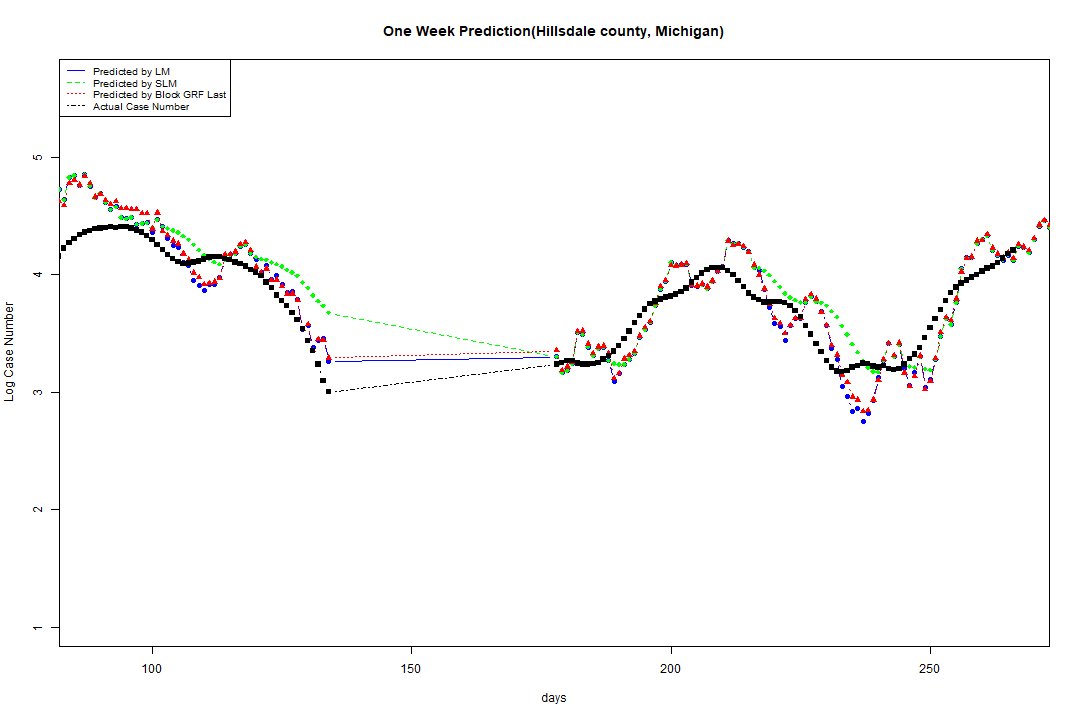 One Week Prediction(Hillsdale county, Michigan)
Predicted by LM
Predicted by SLM
Predicted by Block GRF Last
Actual Case Number
Log Case Number
5
4
3
2
1
100 150 200 250
days